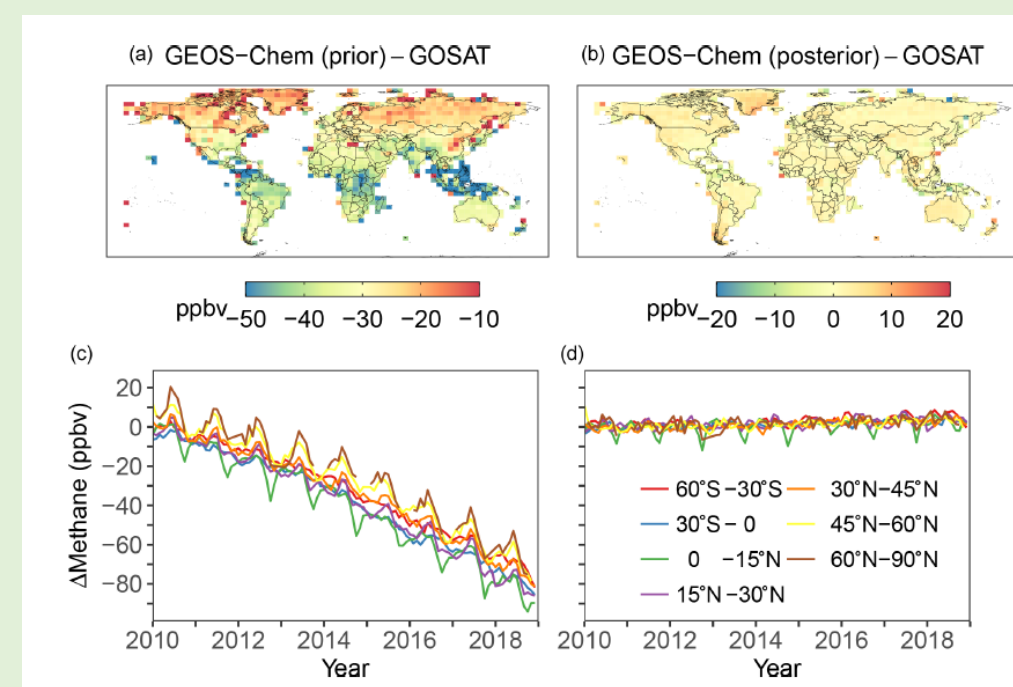 (a) GEOS−Chem (prior) – GOSAT
(b) GEOS−Chem (posterior) – GOSAT
ppbv −50 −40 −30 −20 −10
ppbv −20 −10 0 10 20
(c)
(d)
ΔMethane (ppbv)
20
0
−20
−40
−60
−80
2010 2012 2014 2016 2018
Year
60°S−30°S
30°S−0
0 −15°N
15°N−30°N
30°N−45°N
45°N−60°N
60°N−90°N
2010 2012 2014 2016 2018
Year